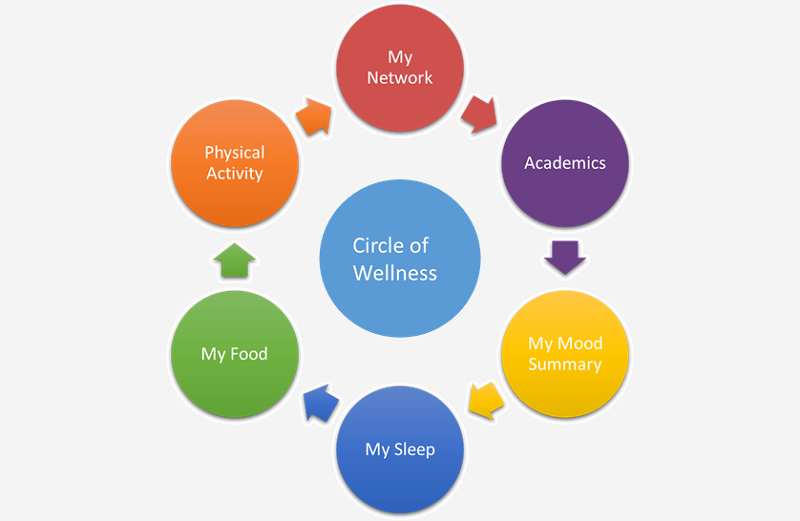 My
Network
Academics
My Mood
Summary
My Sleep
My Food
Physical
Activity
Circle of
Wellness